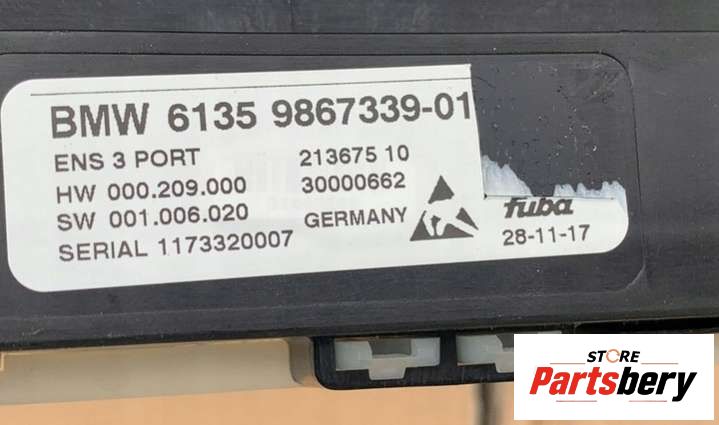 BMW 6135 9867339-01
ENS 3 PORT 213675 10
HW 000.209.000 30000662
SW 001.006.020 GERMANY
SERIAL 1173320007
fuba
28-11-17
STORE
Partsbery